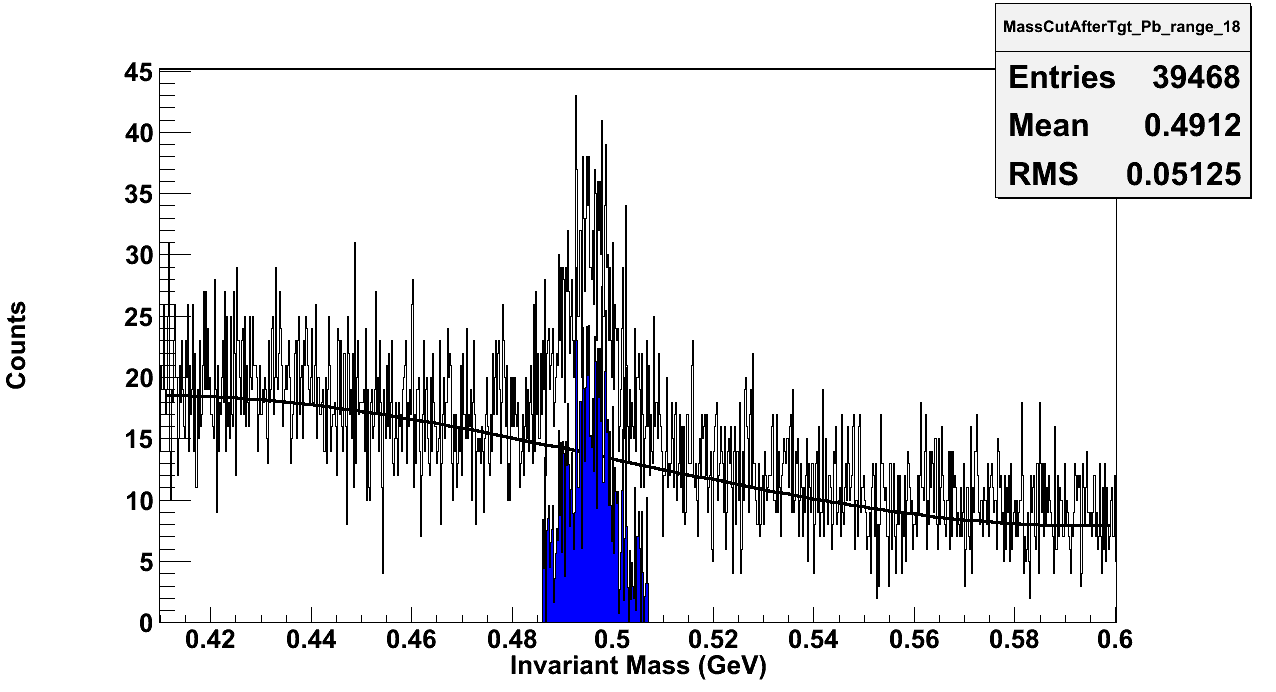 MassCutAfterTgt_Pb_range_18
Entries 39468
Mean 0.4912
RMS 0.05125
45
40
35
30
25
20
15
10
5
0
Counts
0.42 0.44 0.46 0.48 0.5 0.52 0.54 0.56 0.58 0.6
Invariant Mass (GeV)